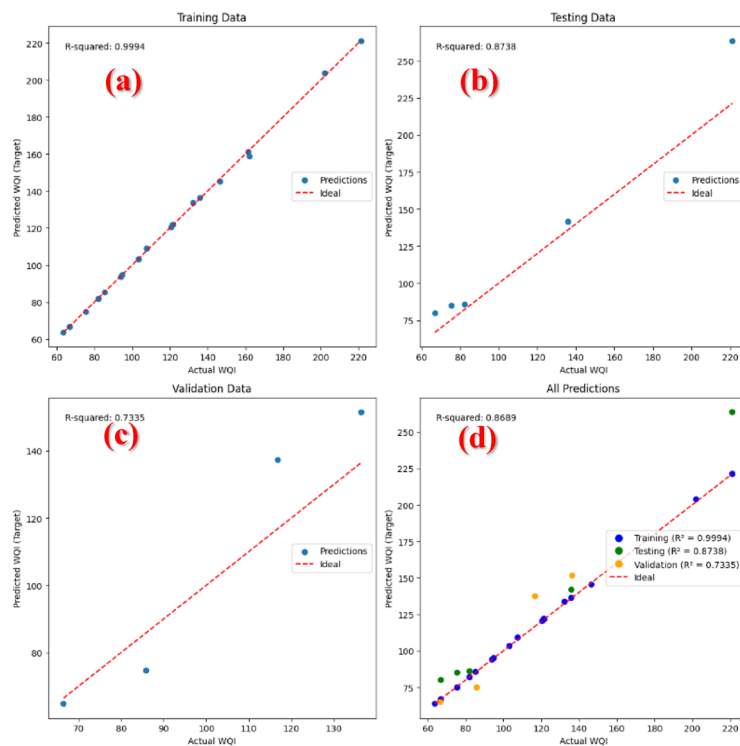 Training Data
R-squared: 0.9994
(a)
Predictions
Ideal
Predicted WQI (Target)
220
200
180
160
140
120
100
80
60
60 80 100 120 140 160 180 200 220
Actual WQI
Testing Data
R-squared: 0.8738
(b)
Predictions
Ideal
Predicted WQI (Target)
250
225
200
175
150
125
100
75
60 80 100 120 140 160 180 200 220
Actual WQI
Validation Data
R-squared: 0.7335
(c)
Predictions
Ideal
Predicted WQI (Target)
140
120
100
80
70 80 90 100 110 120 130
Actual WQI
All Predictions
R-squared: 0.8689
(d)
Training (R² = 0.9994)
Testing (R² = 0.8738)
Validation (R² = 0.7335)
Ideal
Predicted WQI (Target)
250
225
200
175
150
125
100
75
60 80 100 120 140 160 180 200 220
Actual WQI